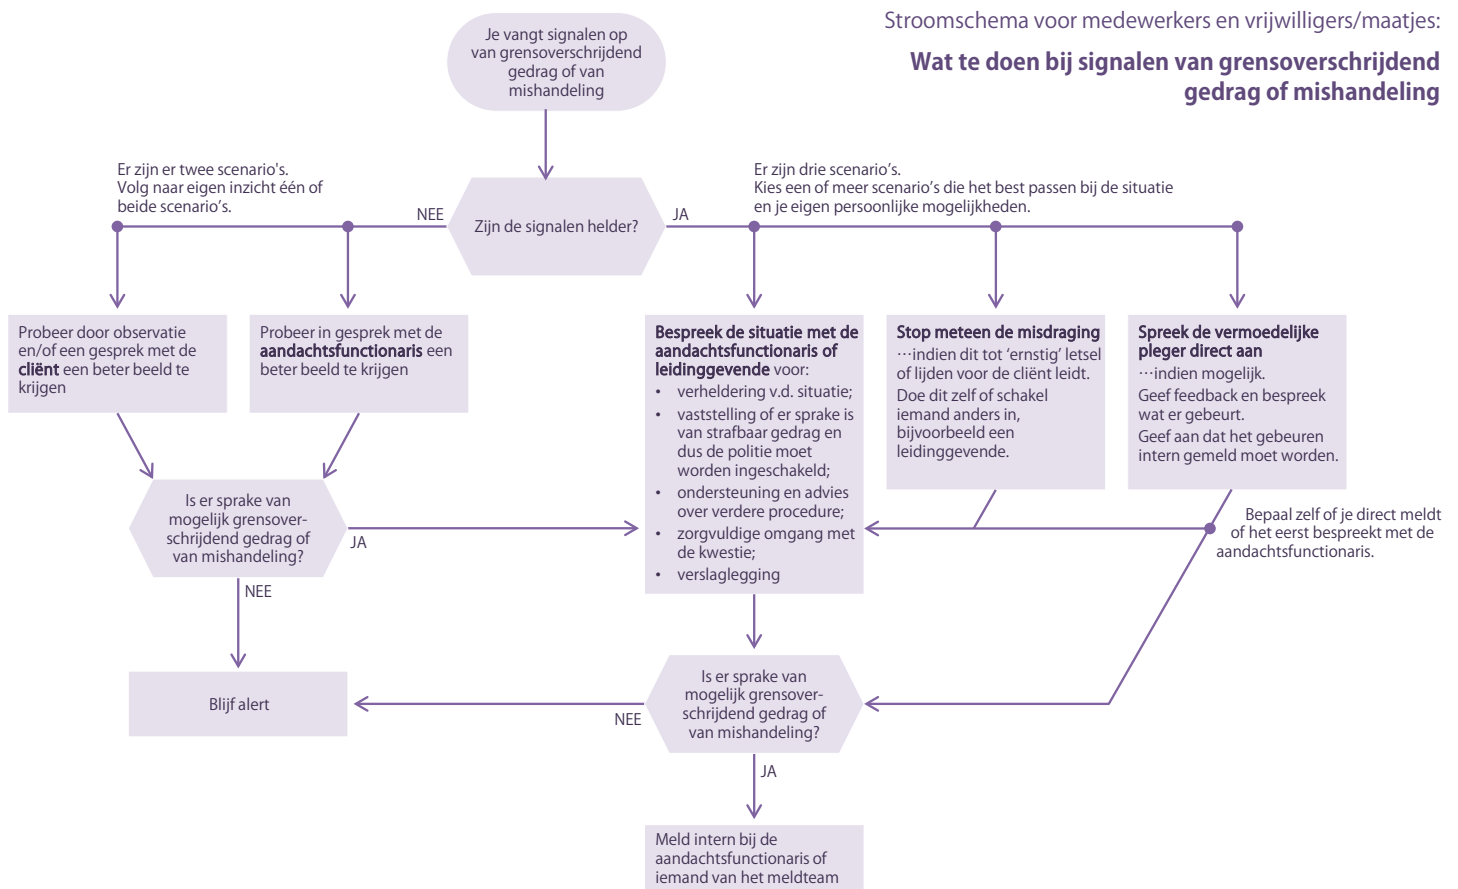 Stroomschema voor medewerkers en vrijwilligers/maatjes:
Wat te doen bij signalen van grensoverschrijdend
gedrag of mishandeling
Je vangt signalen op
van grensoverschrijdend
gedrag of van
mishandeling
Er zijn er twee scenario's.
Volg naar eigen inzicht één of
beide scenario’s.
NEE
Zijn de signalen helder?
JA
Er zijn drie scenario’s.
Kies een of meer scenario’s die het best passen bij de situatie
en je eigen persoonlijke mogelijkheden.
Probeer door observatie
en/of een gesprek met de
cliënt een beter beeld te
krijgen
Probeer in gesprek met de
aandachtsfunctionaris een
beter beeld te krijgen
Bespreek de situatie met de
aandachtsfunctionaris of
leidinggevende voor:
• verheldering v.d. situatie;
• vaststelling of er sprake is
van strafbaar gedrag en
dus de politie moet
worden ingeschakeld;
• ondersteuning en advies
over verdere procedure;
• zorgvuldige omgang met
de kwestie;
• verslaglegging
Stop meteen de misdraging
…indien dit tot ‘ernstig’ letsel
of lijden voor de cliënt leidt.
Doe dit zelf of schakel
iemand anders in,
bijvoorbeeld een
leidinggevende.
Spreek de vermoedelijke
pleger direct aan
…indien mogelijk.
Geef feedback en bespreek
wat er gebeurt.
Geef aan dat het gebeuren
intern gemeld moet worden.
Is er sprake van
mogelijk grensover-
schrijdend gedrag of
van mishandeling?
JA
NEE
Bepaal zelf of je direct meldt
of het eerst bespreekt met de
aandachtsfunctionaris.
Blijf alert
NEE
Is er sprake van
mogelijk grensover-
schrijdend gedrag of
van mishandeling?
JA
Meld intern bij de
aandachtsfunctionaris of
iemand van het meldteam